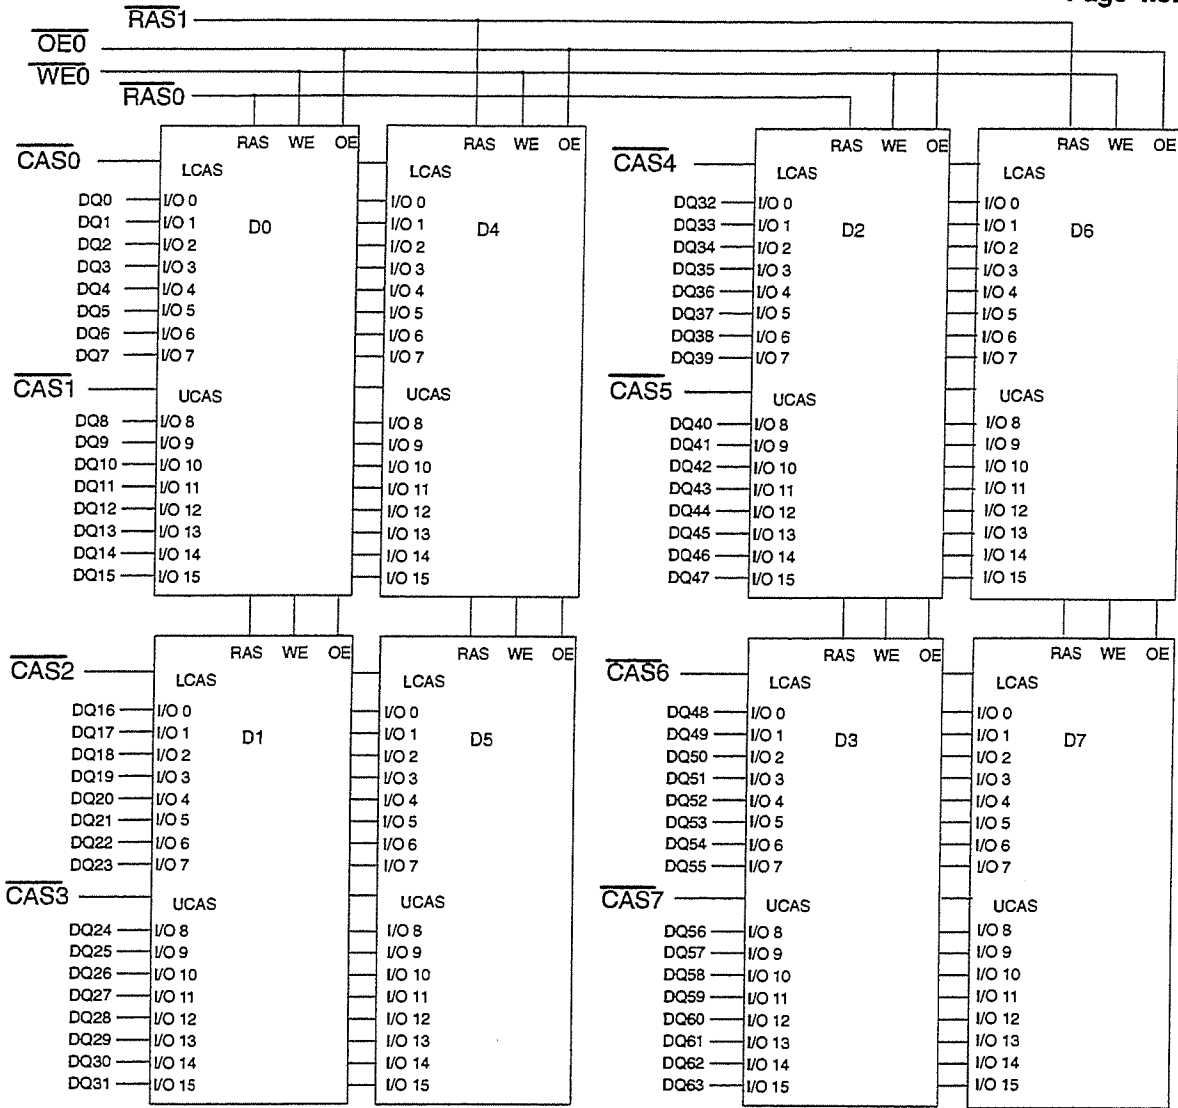 Page
RAS1
OE0
WE0
RAS0
RAS WE OE RAS WE OE RAS WE OE RAS WE OE
CAS0 LCAS LCAS CAS4 LCAS LCAS
DQ0 I/O 0 I/O 0 DQ32 I/O 0 I/O 0
DQ1 I/O 1 D0 I/O 1 D4 DQ33 I/O 1 D2 I/O 1 D6
DQ2 I/O 2 I/O 2 DQ34 I/O 2 I/O 2
DQ3 I/O 3 I/O 3 DQ35 I/O 3 I/O 3
DQ4 I/O 4 I/O 4 DQ36 I/O 4 I/O 4
DQ5 I/O 5 I/O 5 DQ37 I/O 5 I/O 5
DQ6 I/O 6 I/O 6 DQ38 I/O 6 I/O 6
DQ7 I/O 7 I/O 7 DQ39 I/O 7 I/O 7
CAS1 UCAS UCAS CAS5 UCAS UCAS
DQ8 I/O 8 I/O 8 DQ40 I/O 8 I/O 8
DQ9 I/O 9 I/O 9 DQ41 I/O 9 I/O 9
DQ10 I/O 10 I/O 10 DQ42 I/O 10 I/O 10
DQ11 I/O 11 I/O 11 DQ43 I/O 11 I/O 11
DQ12 I/O 12 I/O 12 DQ44 I/O 12 I/O 12
DQ13 I/O 13 I/O 13 DQ45 I/O 13 I/O 13
DQ14 I/O 14 I/O 14 DQ46 I/O 14 I/O 14
DQ15 I/O 15 I/O 15 DQ47 I/O 15 I/O 15
RAS WE OE RAS WE OE RAS WE OE RAS WE OE
CAS2 LCAS LCAS CAS6 LCAS LCAS
DQ16 I/O 0 I/O 0 DQ48 I/O 0 I/O 0
DQ17 I/O 1 D1 I/O 1 D5 DQ49 I/O 1 D3 I/O 1 D7
DQ18 I/O 2 I/O 2 DQ50 I/O 2 I/O 2
DQ19 I/O 3 I/O 3 DQ51 I/O 3 I/O 3
DQ20 I/O 4 I/O 4 DQ52 I/O 4 I/O 4
DQ21 I/O 5 I/O 5 DQ53 I/O 5 I/O 5
DQ22 I/O 6 I/O 6 DQ54 I/O 6 I/O 6
DQ23 I/O 7 I/O 7 DQ55 I/O 7 I/O 7
CAS3 UCAS UCAS CAS7 UCAS UCAS
DQ24 I/O 8 I/O 8 DQ56 I/O 8 I/O 8
DQ25 I/O 9 I/O 9 DQ57 I/O 9 I/O 9
DQ26 I/O 10 I/O 10 DQ58 I/O 10 I/O 10
DQ27 I/O 11 I/O 11 DQ59 I/O 11 I/O 11
DQ28 I/O 12 I/O 12 DQ60 I/O 12 I/O 12
DQ29 I/O 13 I/O 13 DQ61 I/O 13 I/O 13
DQ30 I/O 14 I/O 14 DQ62 I/O 14 I/O 14
DQ31 I/O 15 I/O 15 DQ63 I/O 15 I/O 15